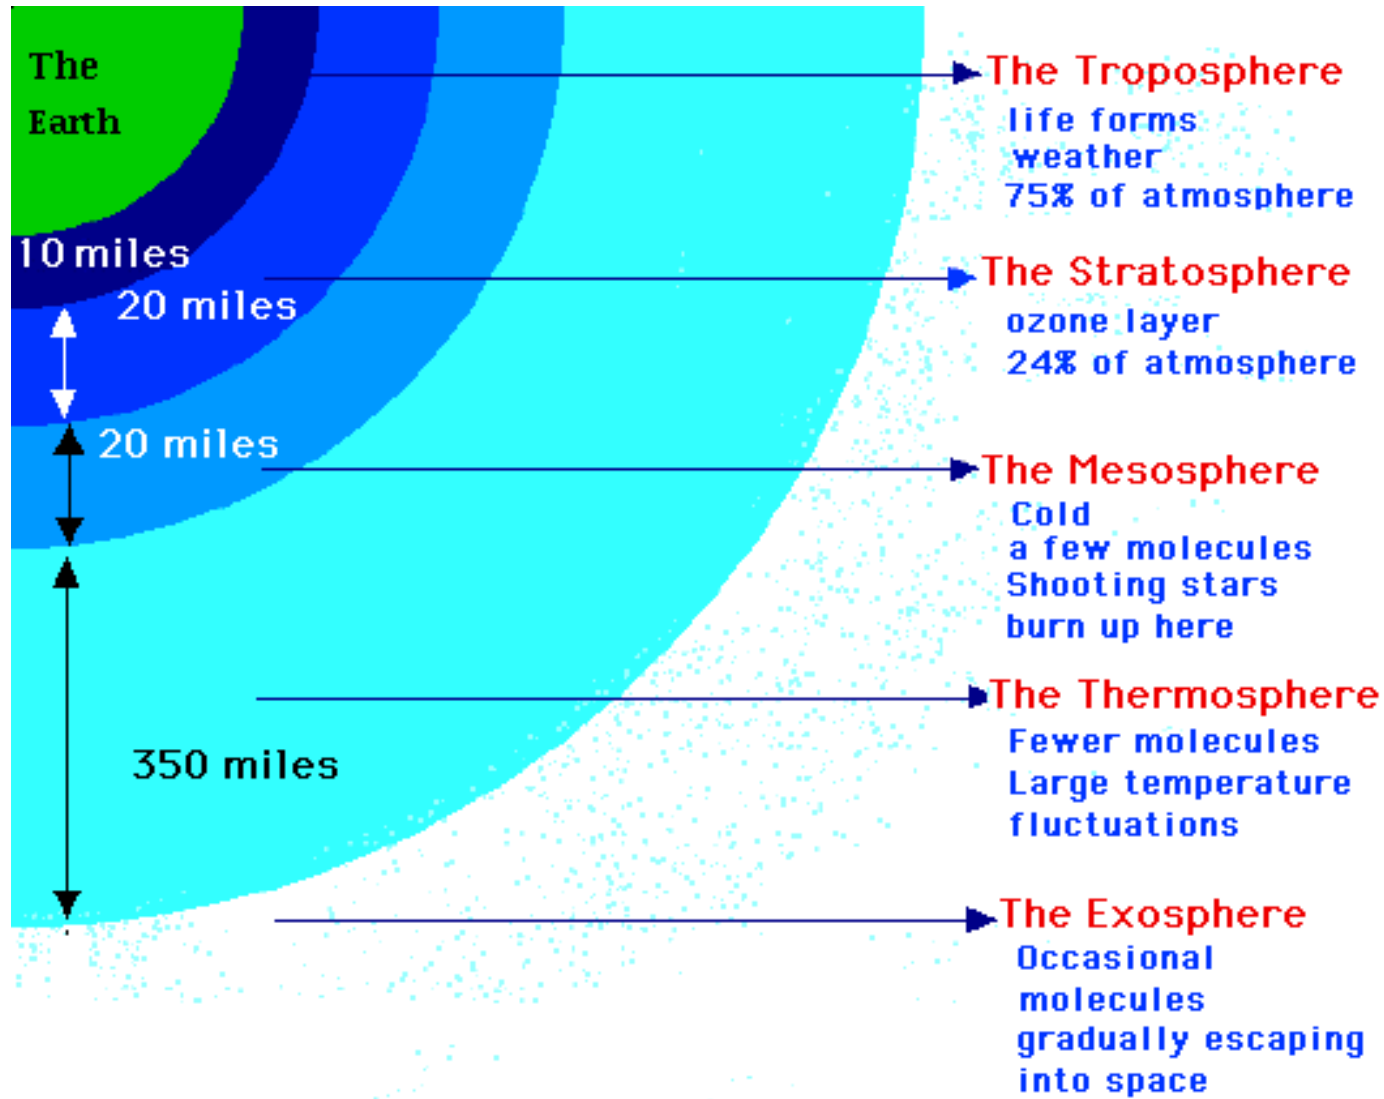 The
Earth
10 miles
20 miles
20 miles
350 miles
The Troposphere
life forms
weather
75% of atmosphere
The Stratosphere
ozone layer
24% of atmosphere
The Mesosphere
Cold
a few molecules
Shooting stars
burn up here
The Thermosphere
Fewer molecules
Large temperature
fluctuations
The Exosphere
Occasional
molecules
gradually escaping
into space